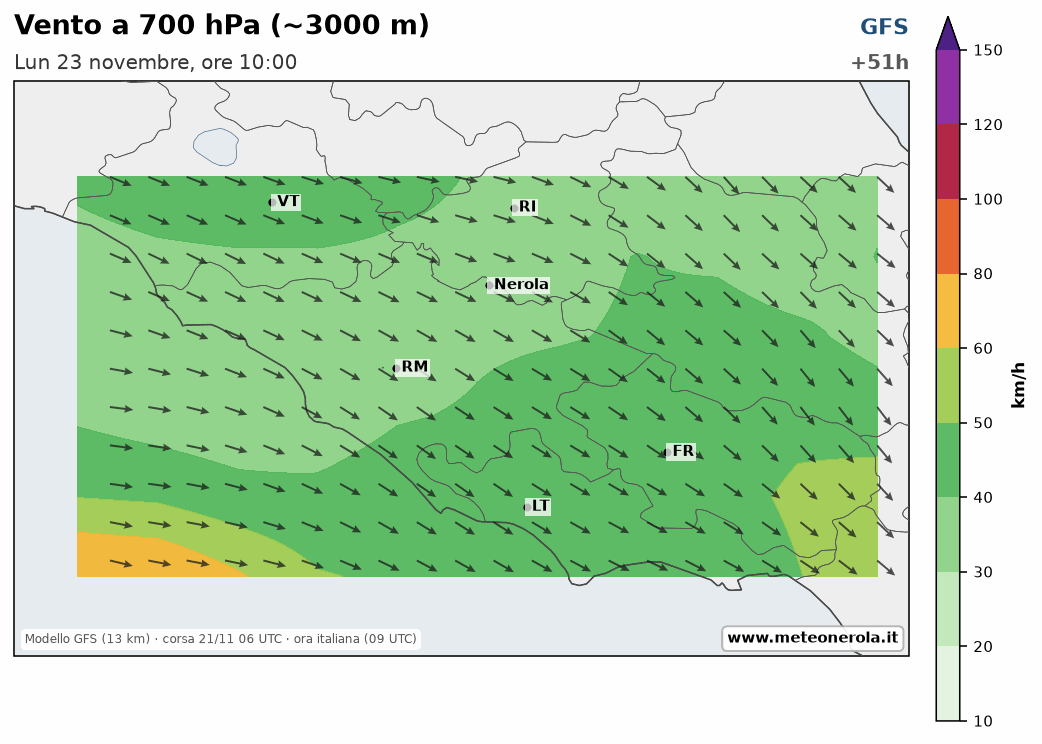 Vento a 700 hPa (~3000 m)
GFS
Lun 23 novembre, ore 10:00
+51h
VT
RI
Nerola
RM
FR
LT
150
120
100
80
60
50
40
30
20
10
km/h
Modello GFS (13 km) · corsa 21/11 06 UTC · ora italiana (09 UTC)
www.meteonerola.it